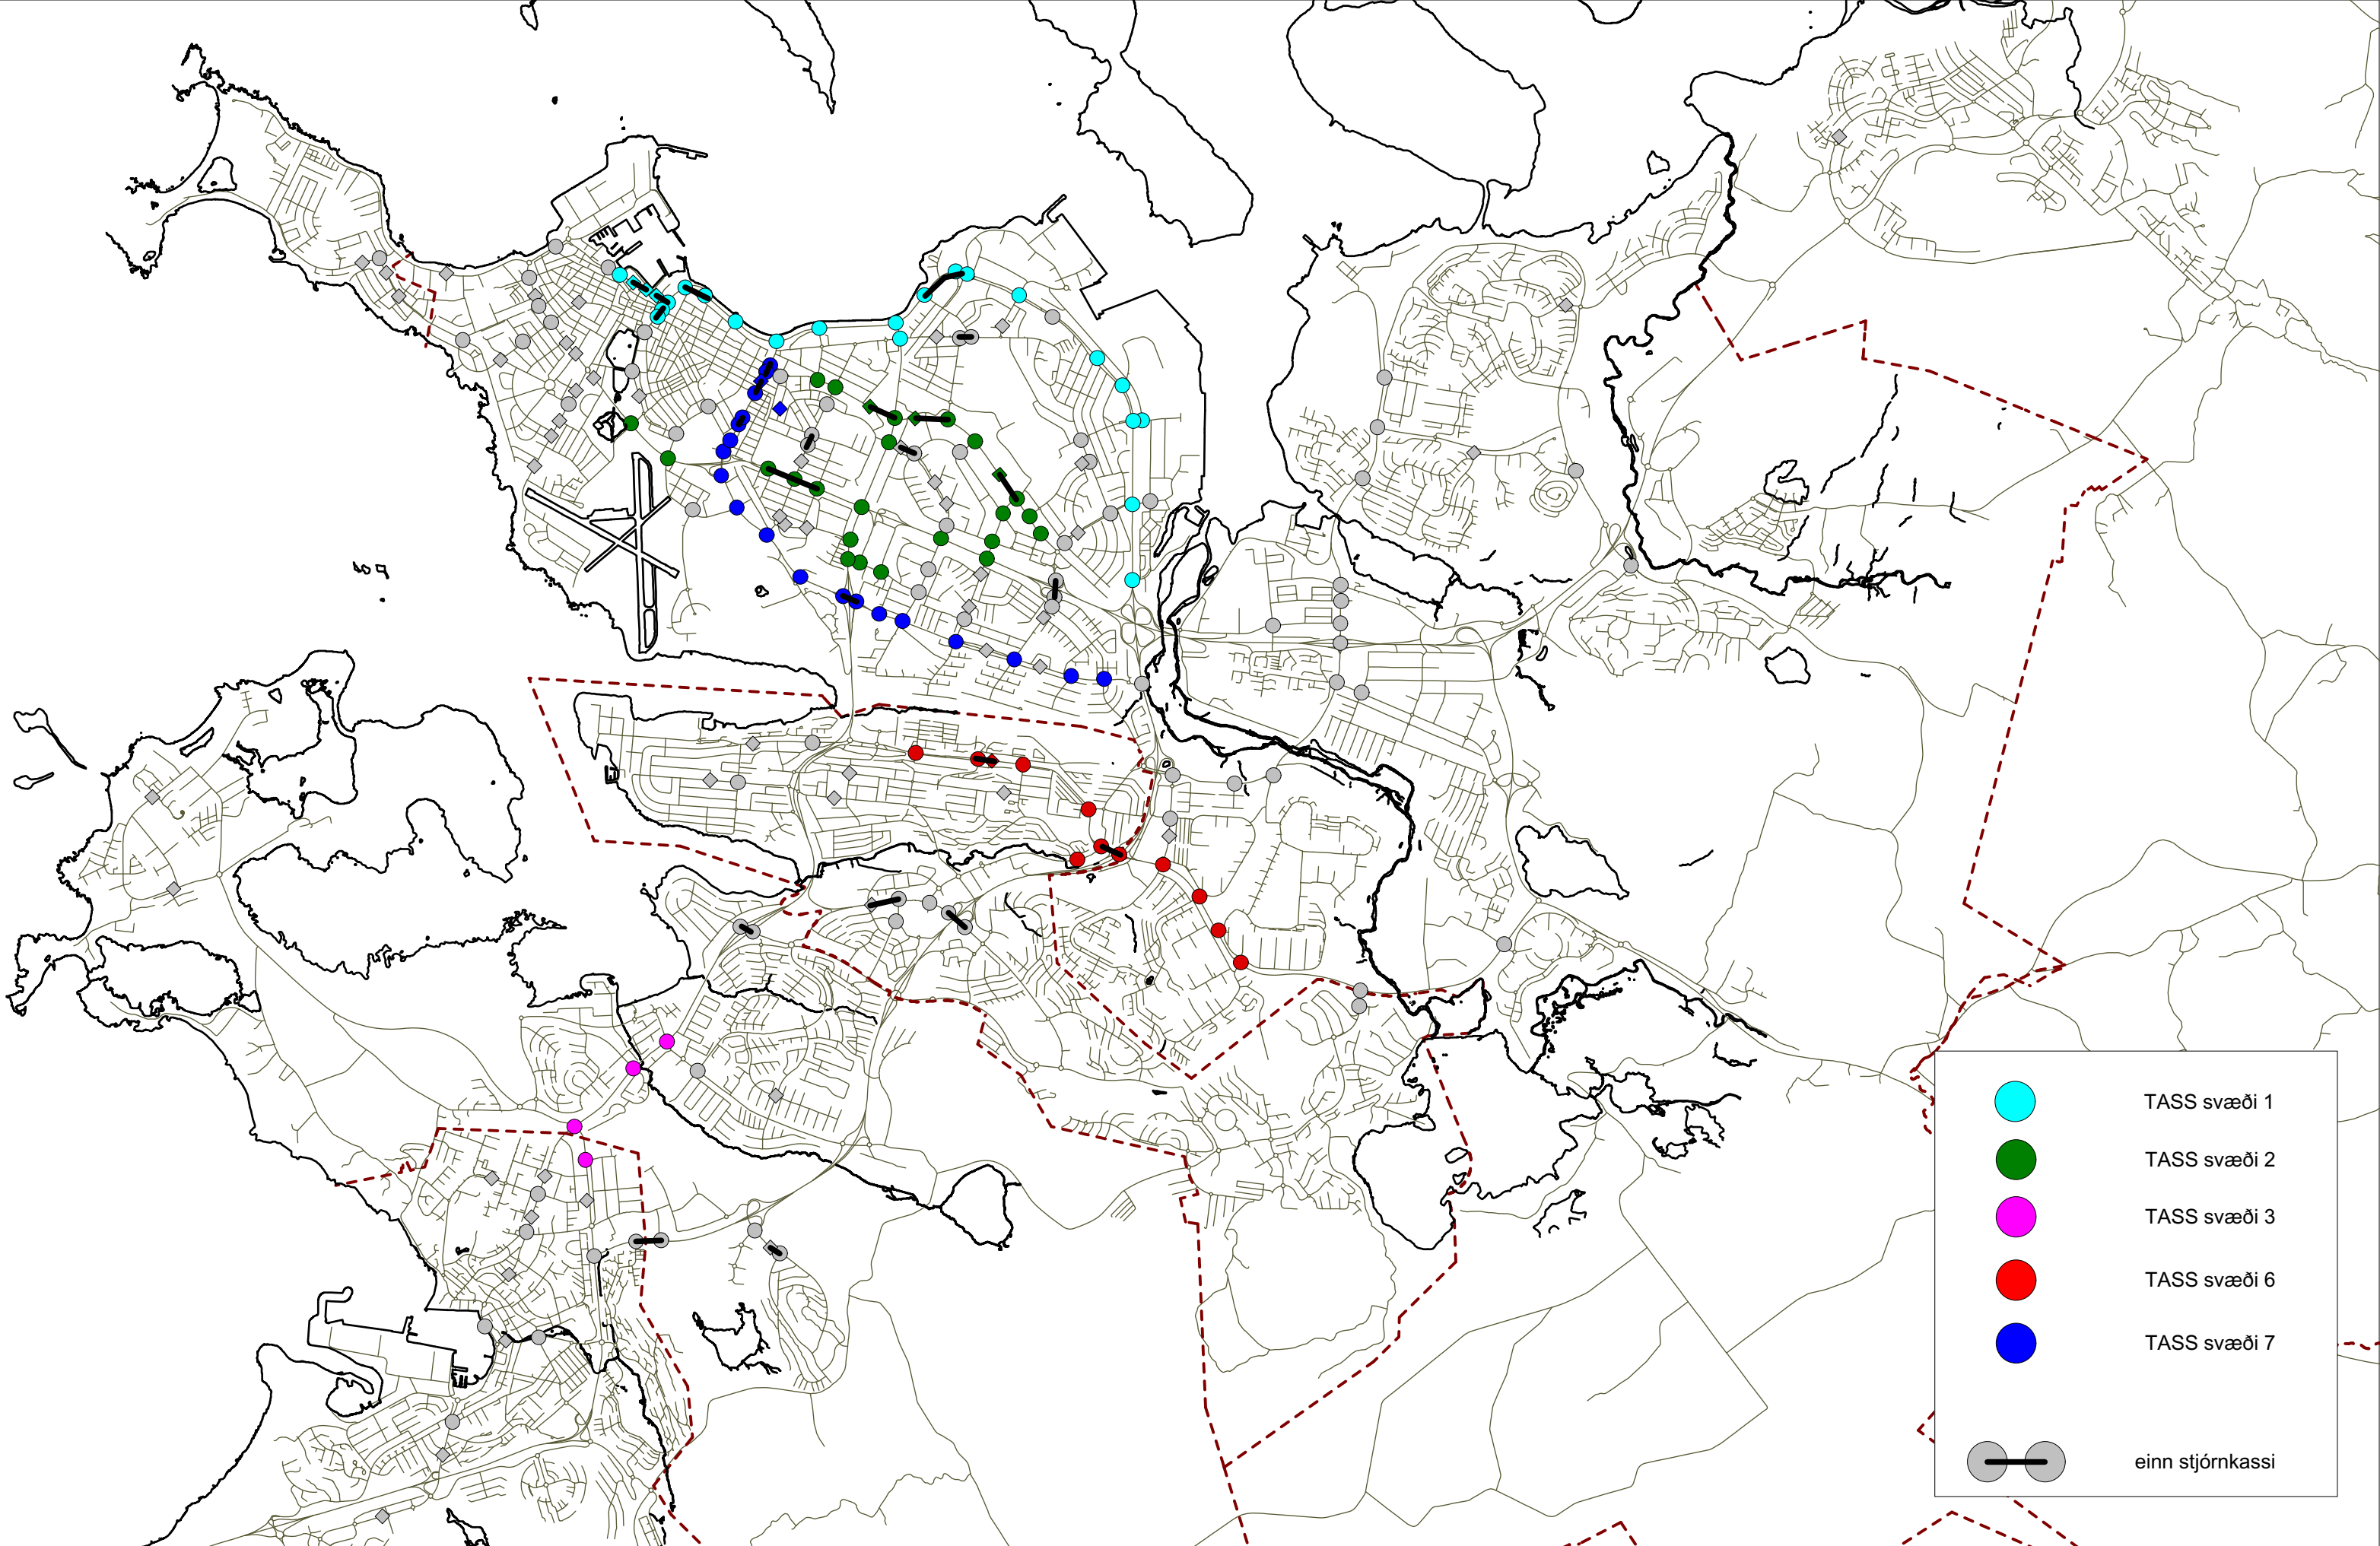 TASS svæði 1
TASS svæði 2
TASS svæði 3
TASS svæði 6
TASS svæði 7
einn stjórnkassi